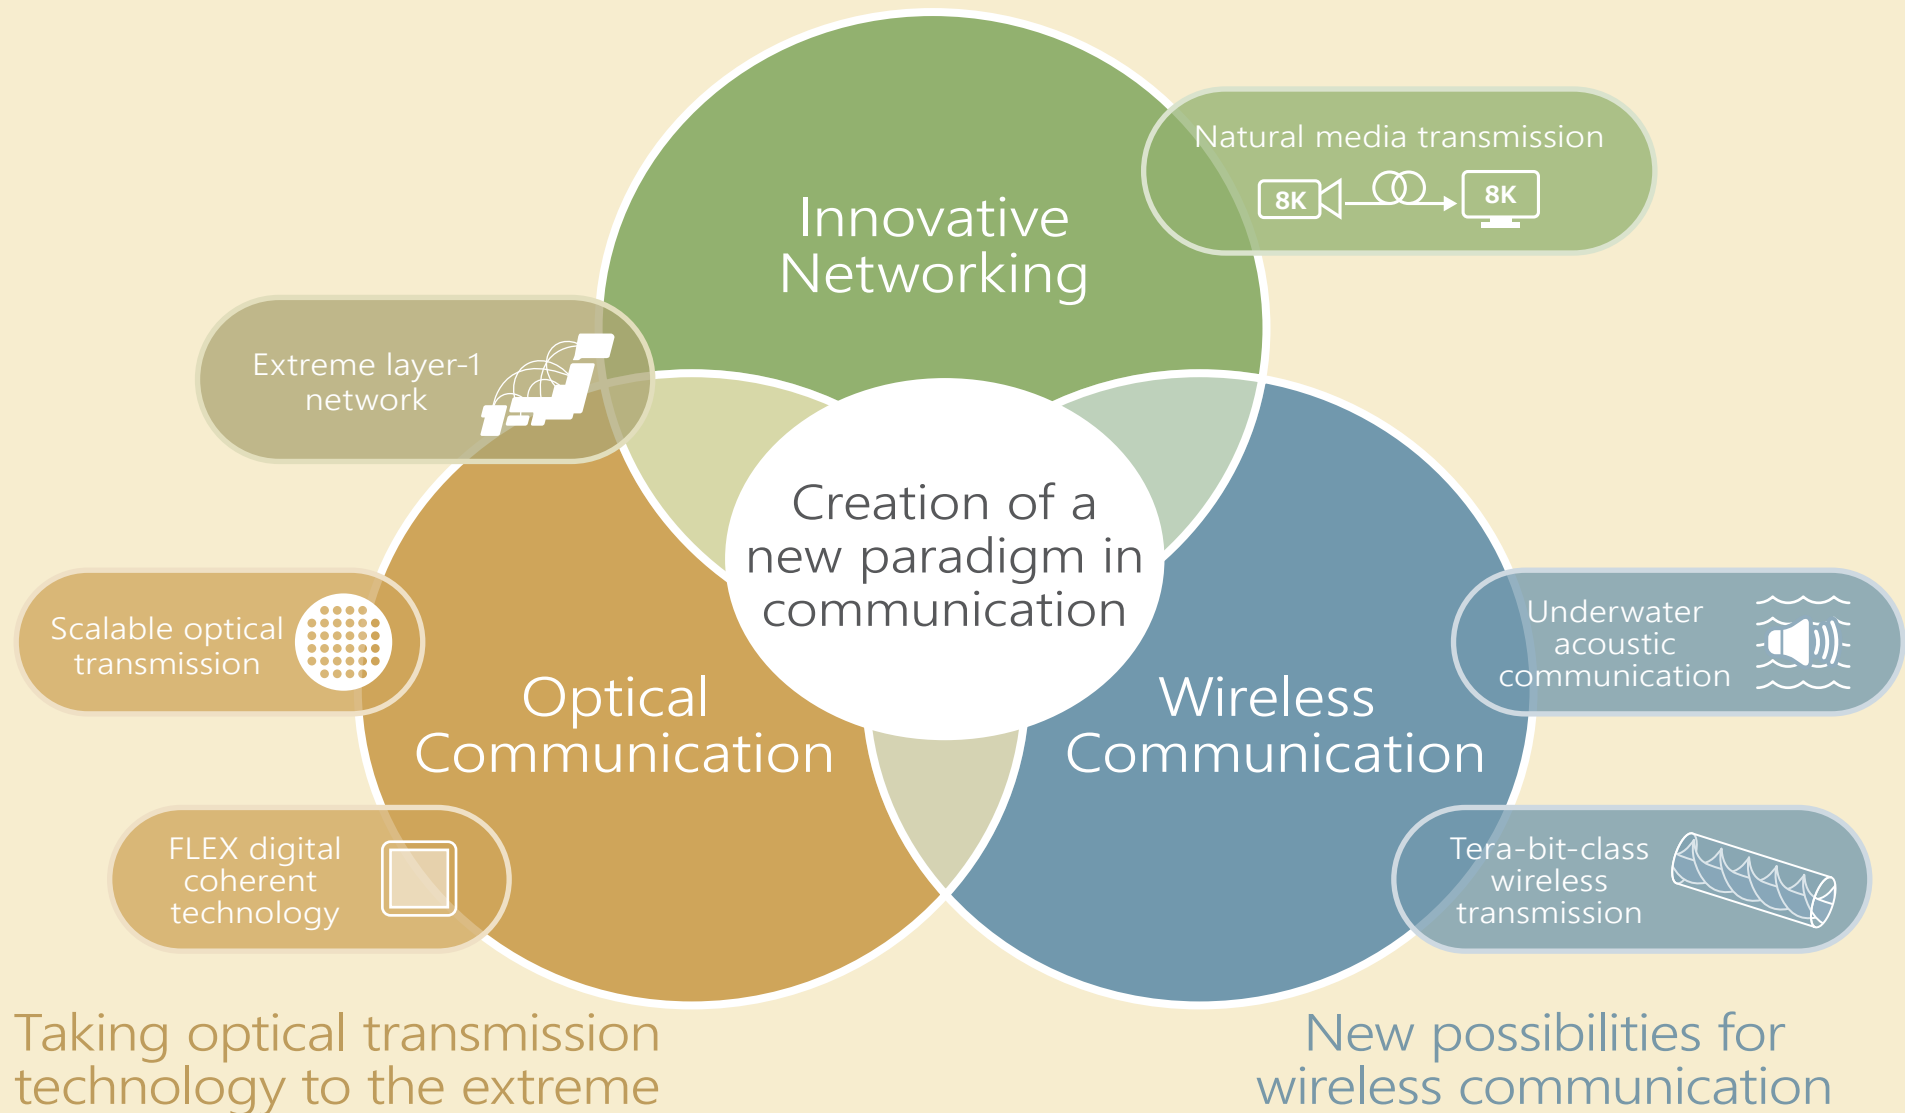 Natural media transmission
8K
8K
Innovative
Networking
Extreme layer-1
network
Creation of a
new paradigm in
communication
Scalable optical
transmission
Underwater
acoustic
communication
Optical
Communication
Wireless
Communication
FLEX digital
coherent
technology
Tera-bit-class
wireless
transmission
Taking optical transmission
technology to the extreme
New possibilities for
wireless communication